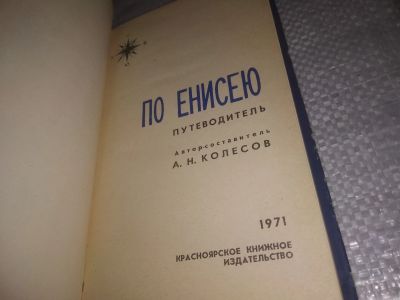 ПО ЕНИСЕЮ
ПУТЕВОДИТЕЛЬ
Автор-составитель
А. Н. КОЛЕСОВ
1971
КРАСНОЯРСКОЕ КНИЖНОЕ
ИЗДАТЕЛЬСТВО